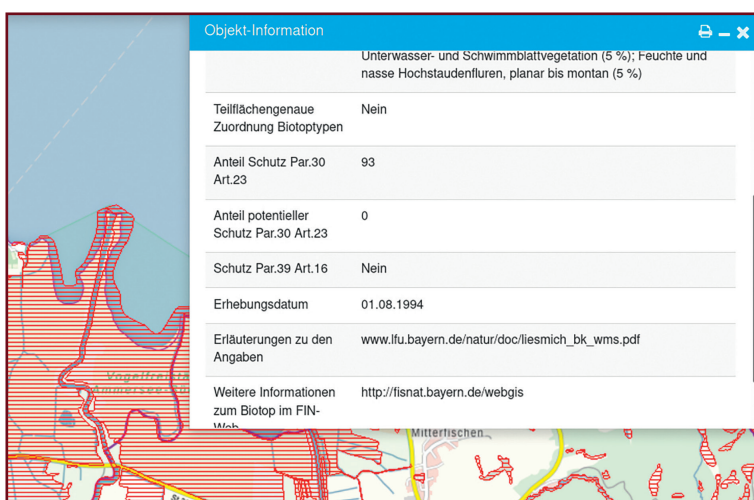 Objekt-Information
Unterwasser- und Schwimmblattvegetation (5 %); Feuchte und
nasse Hochstaudenfluren, planar bis montan (5 %)
Teilflächengenaue
Zuordnung Biotoptypen
Nein
Anteil Schutz Par.30
Art.23
93
Anteil potentieller
Schutz Par.30 Art.23
0
Schutz Par.39 Art.16
Nein
Erhebungsdatum
01.08.1994
Erläuterungen zu den
Angaben
www.lfu.bayern.de/natur/doc/liesmich_bk_wms.pdf
Weitere Informationen
zum Biotop im FIN-
Web
http://fisnat.bayern.de/webgis
Mitterfischen